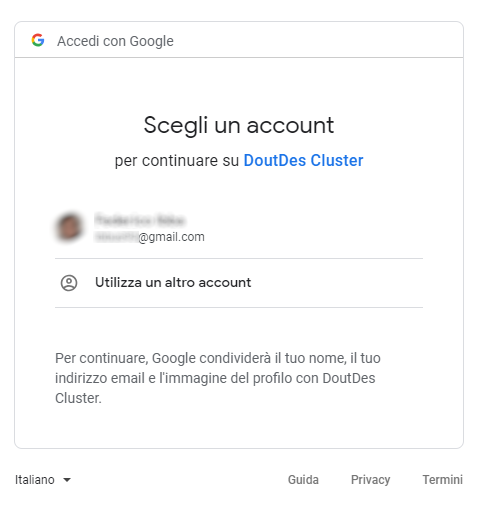 Accedi con Google
Scegli un account
per continuare su DoutDes Cluster
@gmail.com
Utilizza un altro account
Per continuare, Google condividerà il tuo nome, il tuo
indirizzo email e l'immagine del profilo con DoutDes
Cluster.
Italiano Guida Privacy Termini